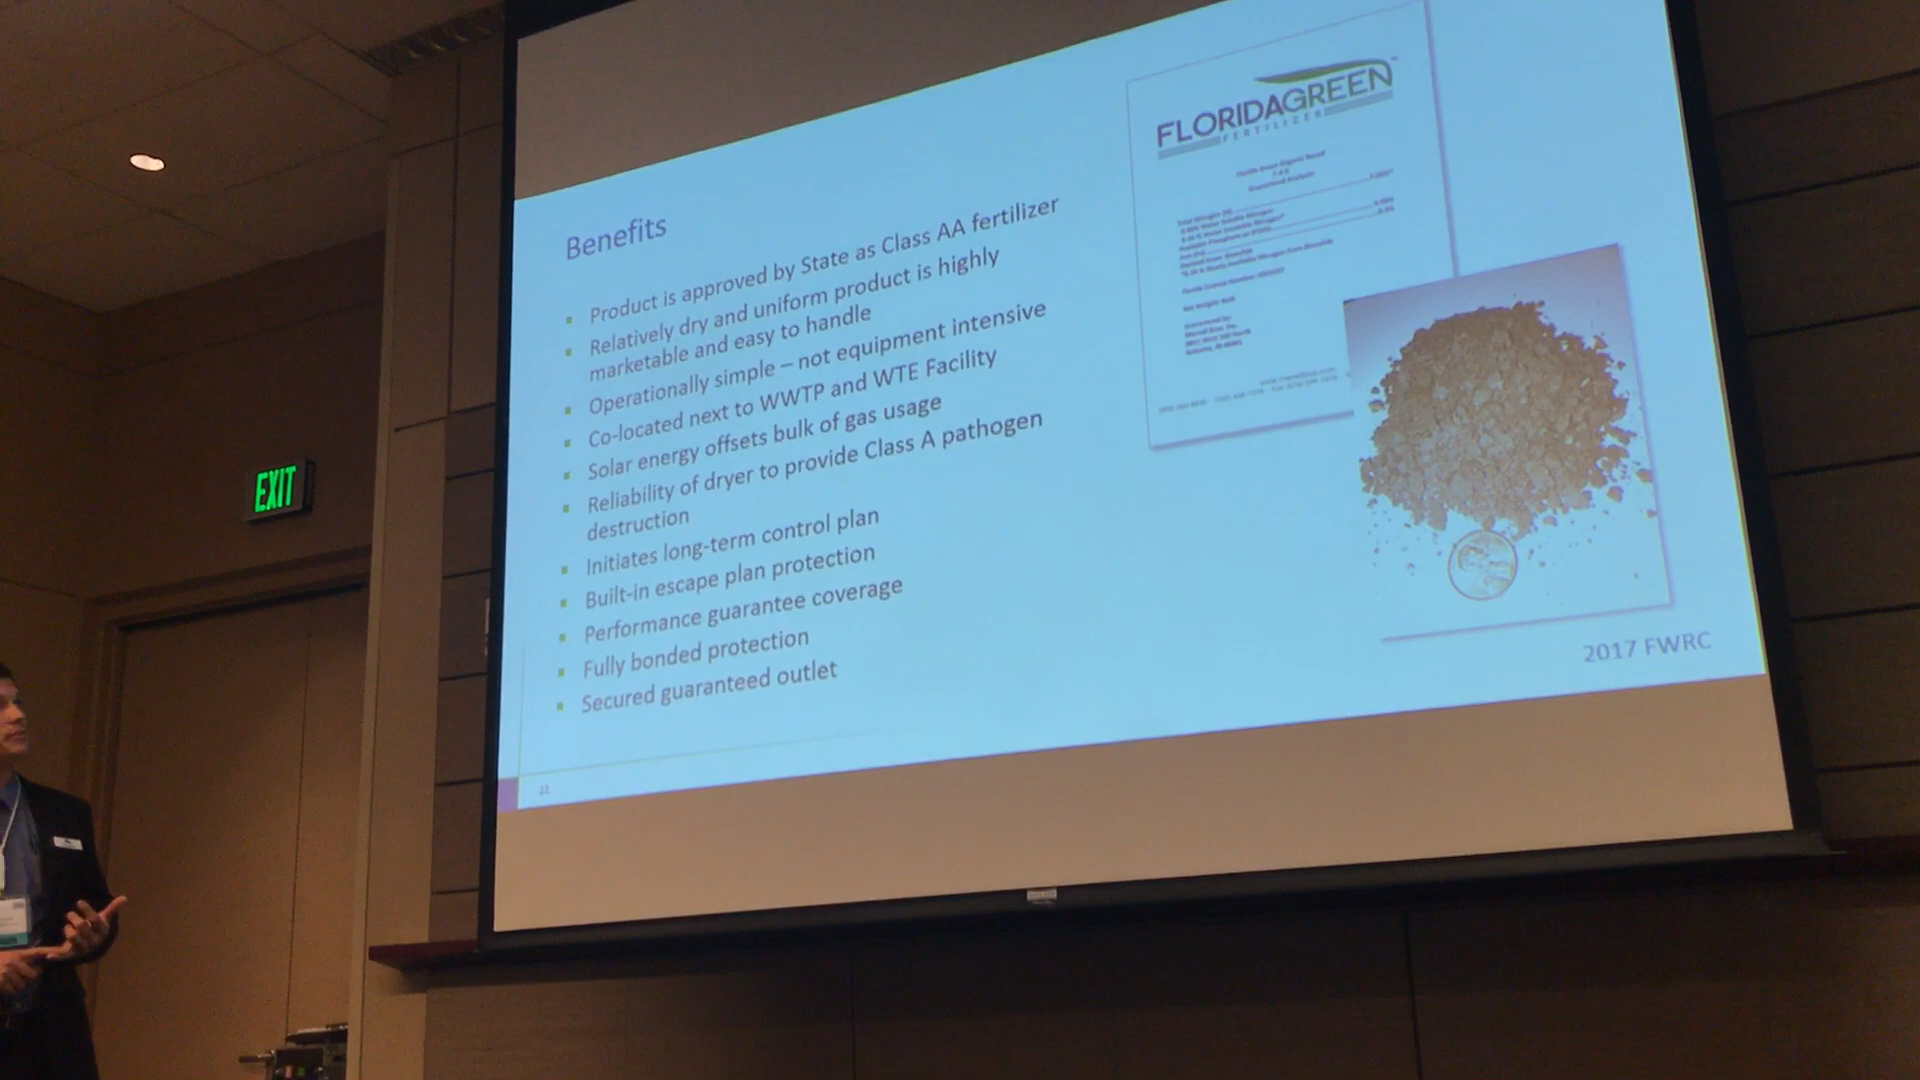 EXIT
Benefits
Product is approved by State as Class AA fertilizer
Relatively dry and uniform product is highly
marketable and easy to handle
Operationally simple – not equipment intensive
Co-located next to WWTP and WTE Facility
Solar energy offsets bulk of gas usage
Reliability of dryer to provide Class A pathogen
destruction
Initiates long-term control plan
Built-in escape plan protection
Performance guarantee coverage
Fully bonded protection
Secured guaranteed outlet
FLORIDAGREEN
FERTILIZER
Guaranteed Analysis
2017 FWRC